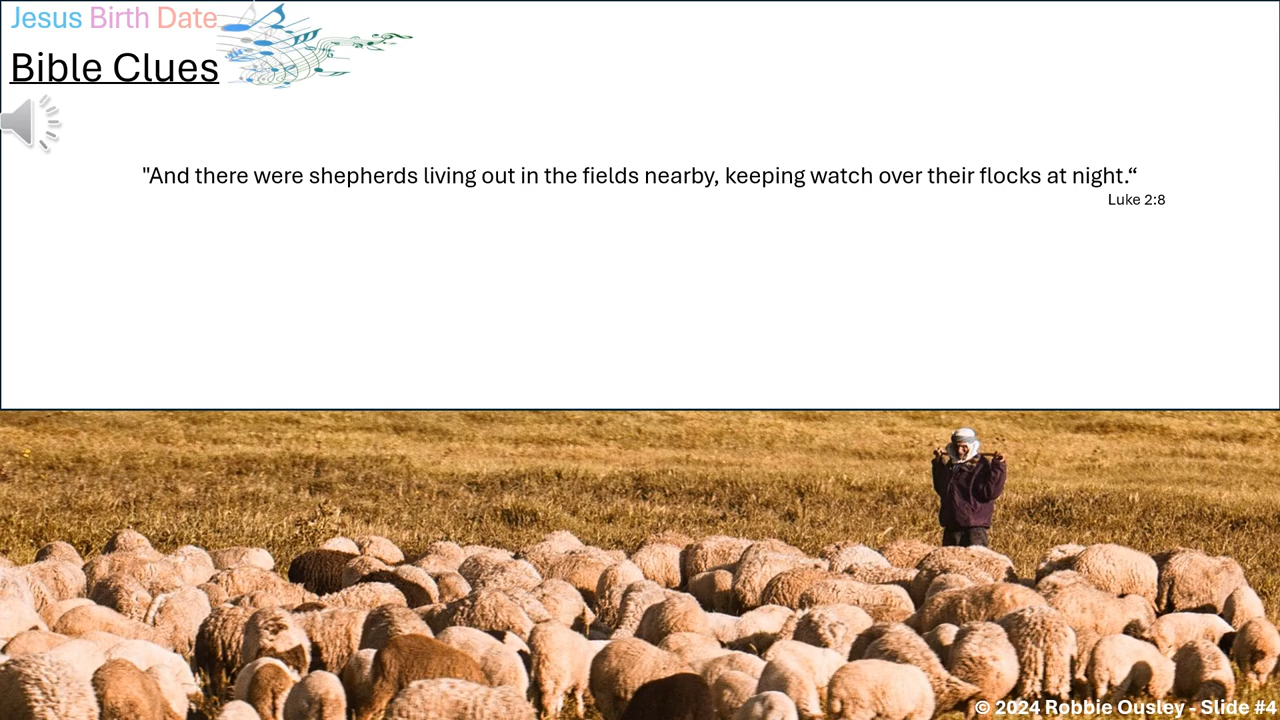 Jesus Birth Date
Bible Clues
"And there were shepherds living out in the fields nearby, keeping watch over their flocks at night.“
Luke 2:8
© 2024 Robbie Ousley - Slide #4